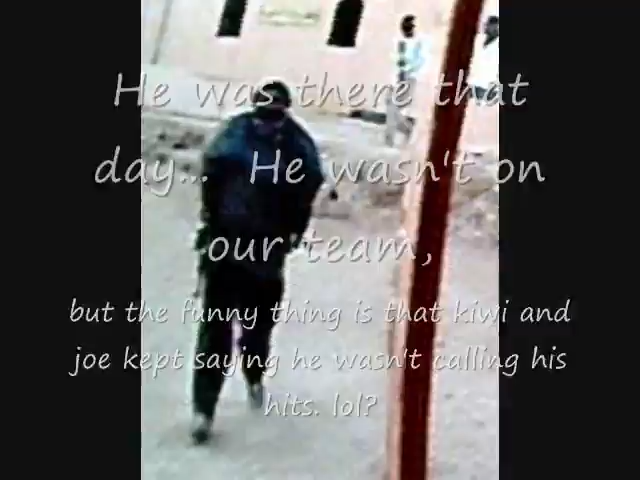 He was there that
day... He wasn't on
our team,
but the funny thing is that kiwi and
joe kept saying he wasn't calling his
hits. lol?